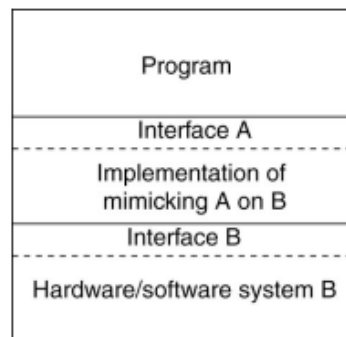 Program
Interface A
Implementation of
mimicking A on B
Interface B
Hardware/software system B